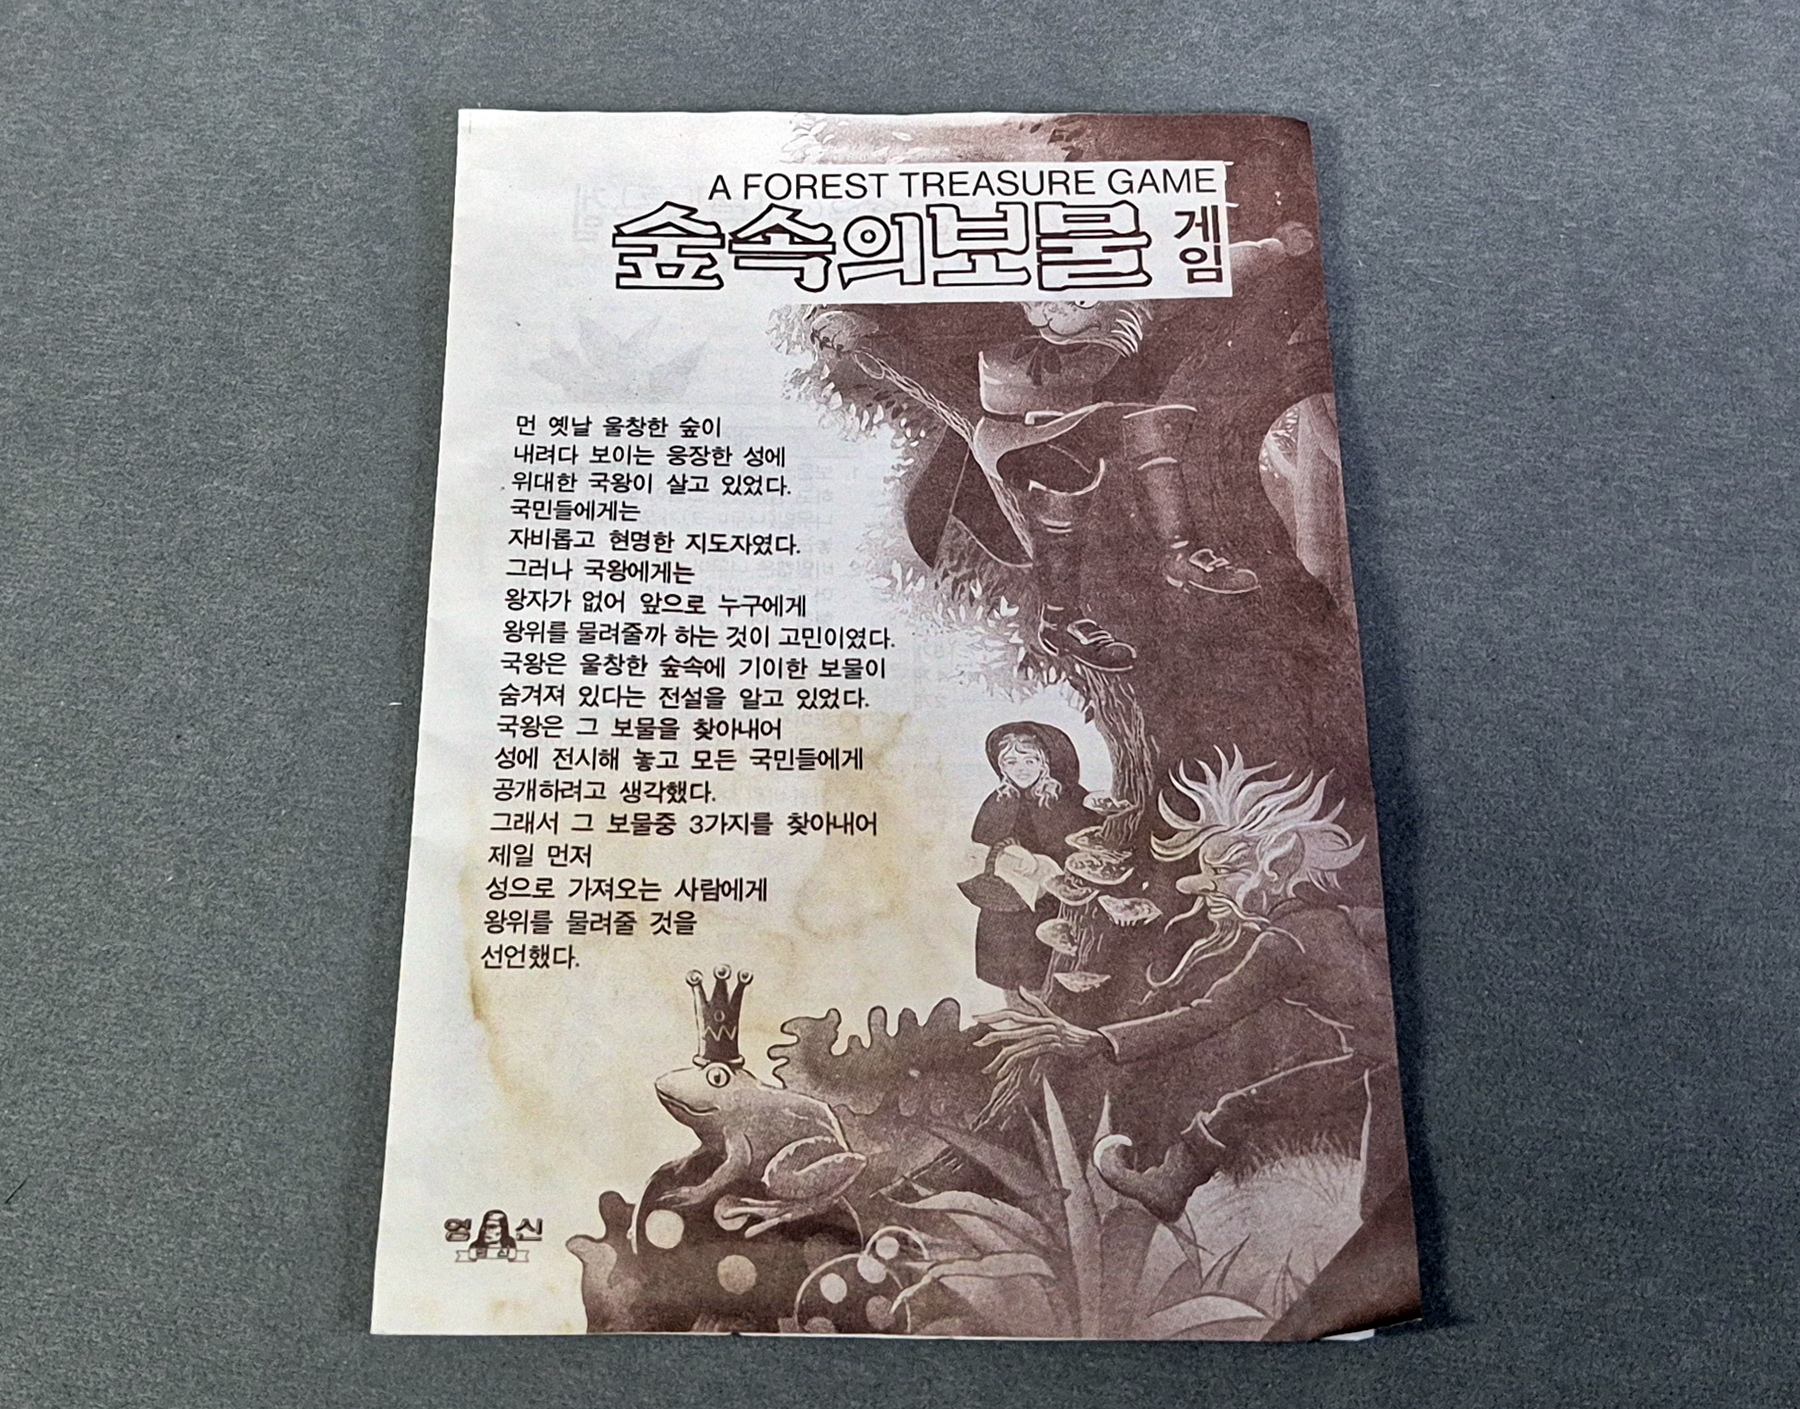 A FOREST TREASURE GAME
숲속의보물 게임
먼 옛날 울창한 숲이
내려다 보이는 웅장한 성에
위대한 국왕이 살고 있었다.
국민들에게는
자비롭고 현명한 지도자였다.
그러나 국왕에게는
왕자가 없어 앞으로 누구에게
왕위를 물려줄까 하는 것이 고민이였다.
국왕은 울창한 숲속에 기이한 보물이
숨겨져 있다는 전설을 알고 있었다.
국왕은 그 보물을 찾아내어
성에 전시해 놓고 모든 국민들에게
공개하려고 생각했다.
그래서 그 보물중 3가지를 찾아내어
제일 먼저
성으로 가져오는 사람에게
왕위를 물려줄 것을
선언했다.
영 신